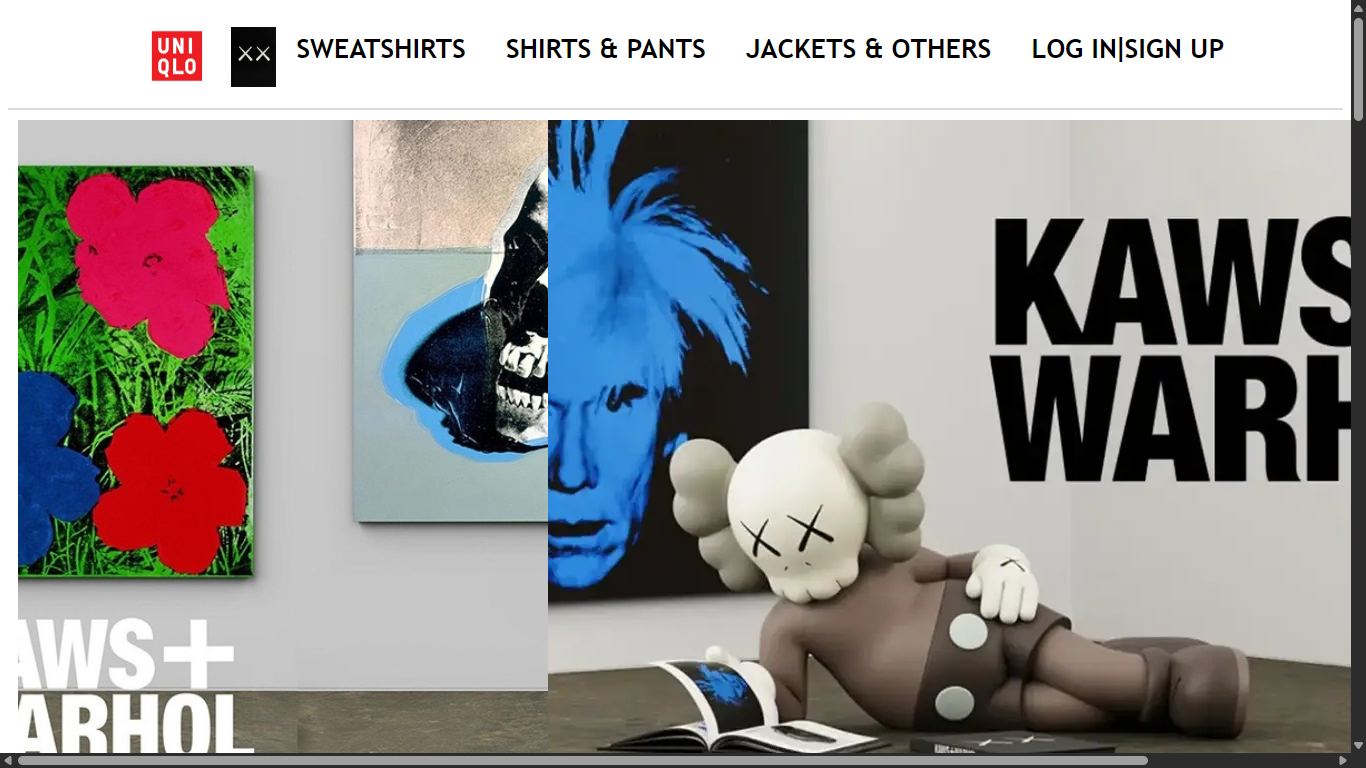 UNI
QLO
XX
SWEATSHIRTS
SHIRTS & PANTS
JACKETS & OTHERS
LOG IN|SIGN UP
KAWS
WARH
AWS+
ARHOL